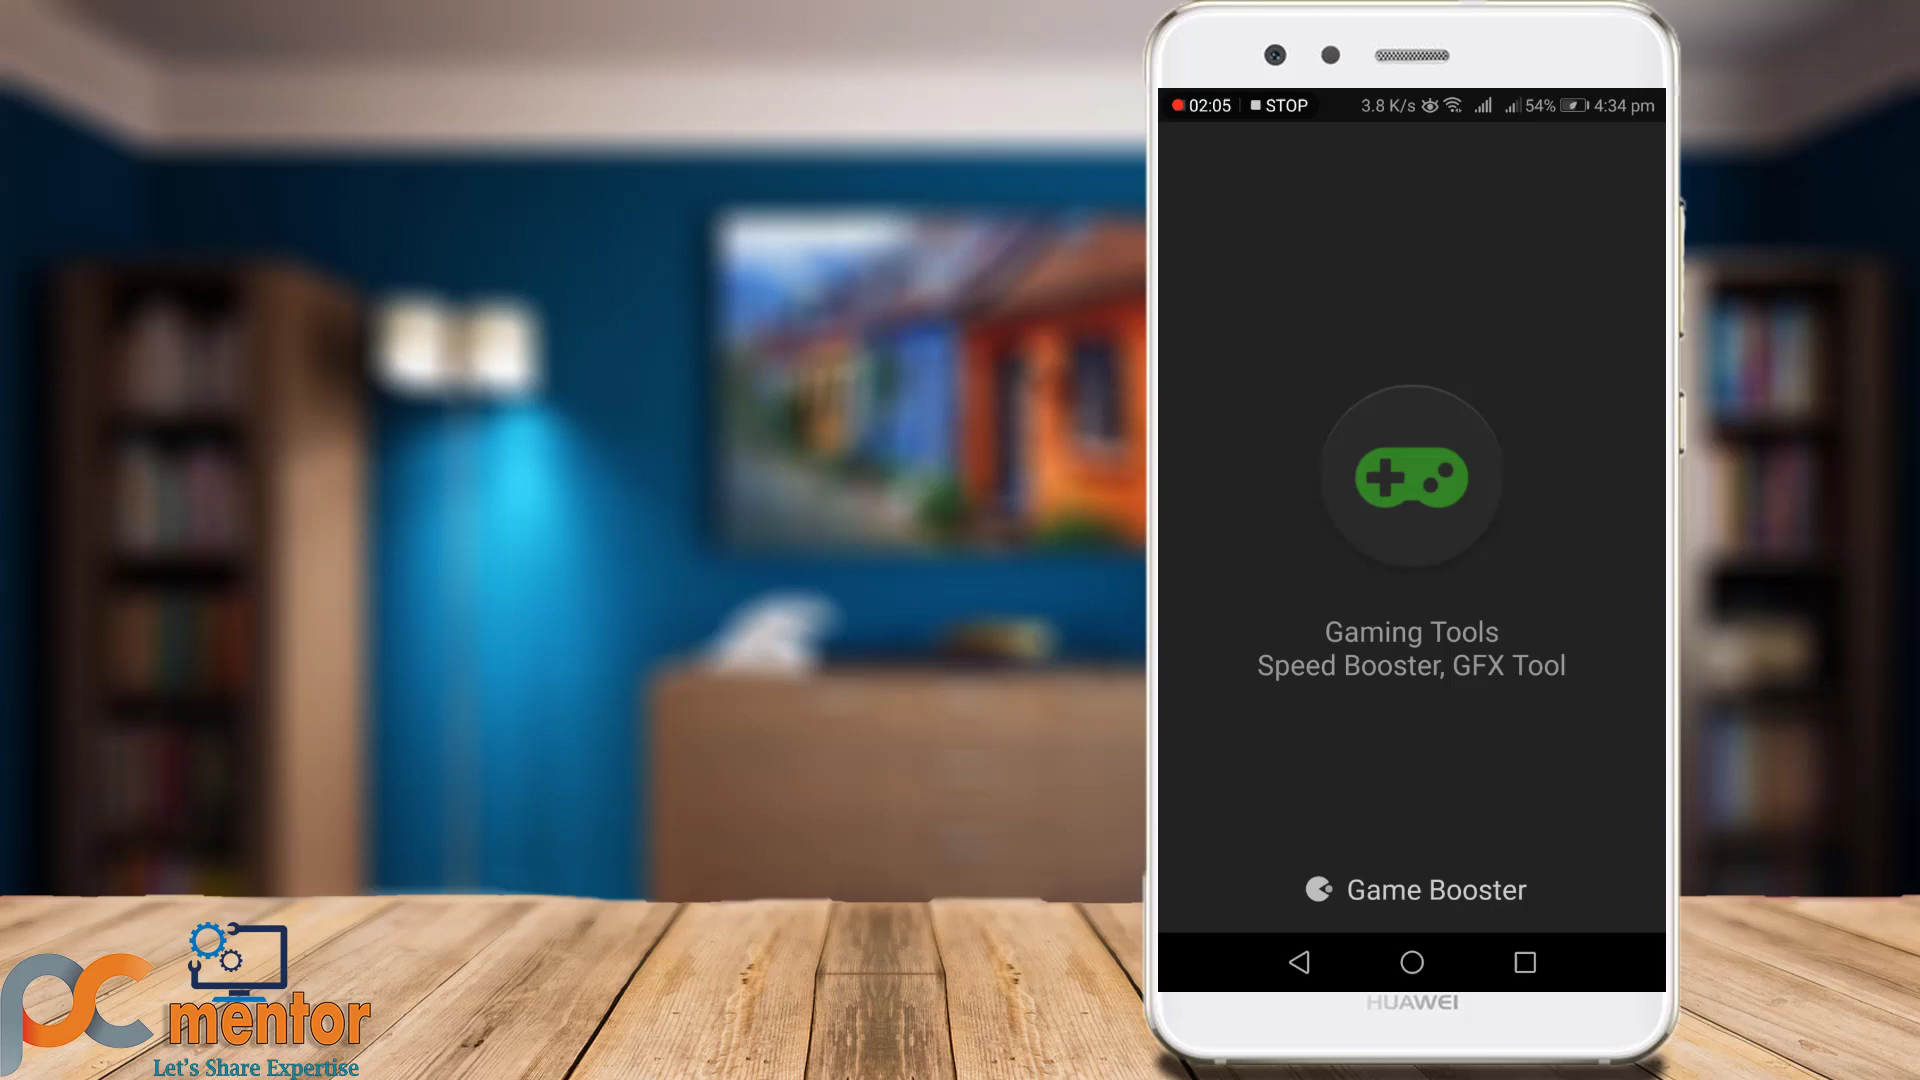 02:05 STOP 3.8 K/s 54% 4:34 pm
Gaming Tools
Speed Booster, GFX Tool
Game Booster
HUAWEI
pc
mentor
Let's Share Expertise